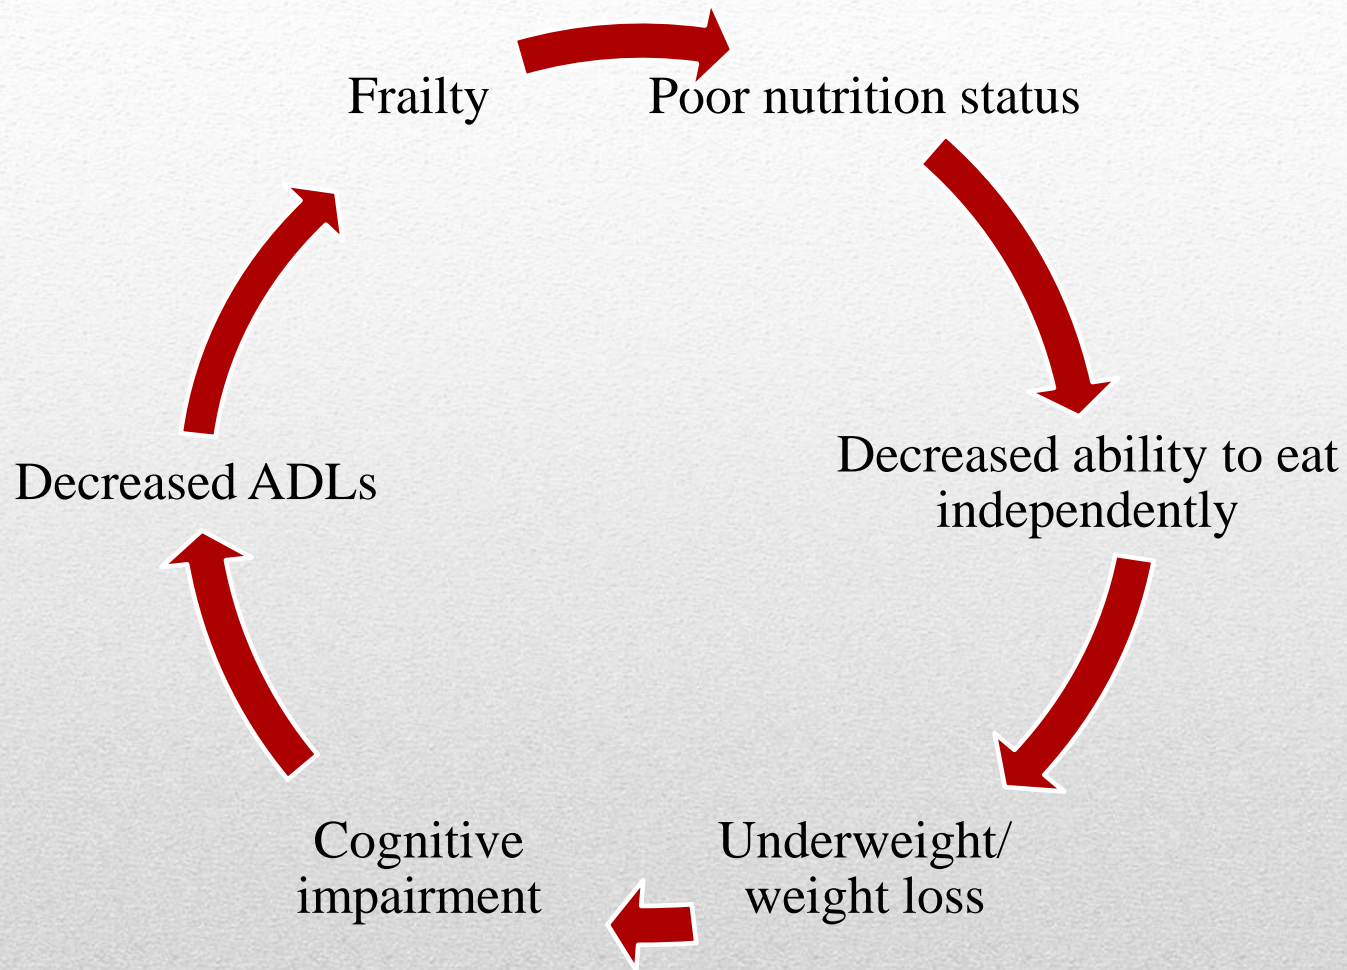 Frailty
Poor nutrition status
Decreased ability to eat
independently
Underweight/
weight loss
Cognitive
impairment
Decreased ADLs